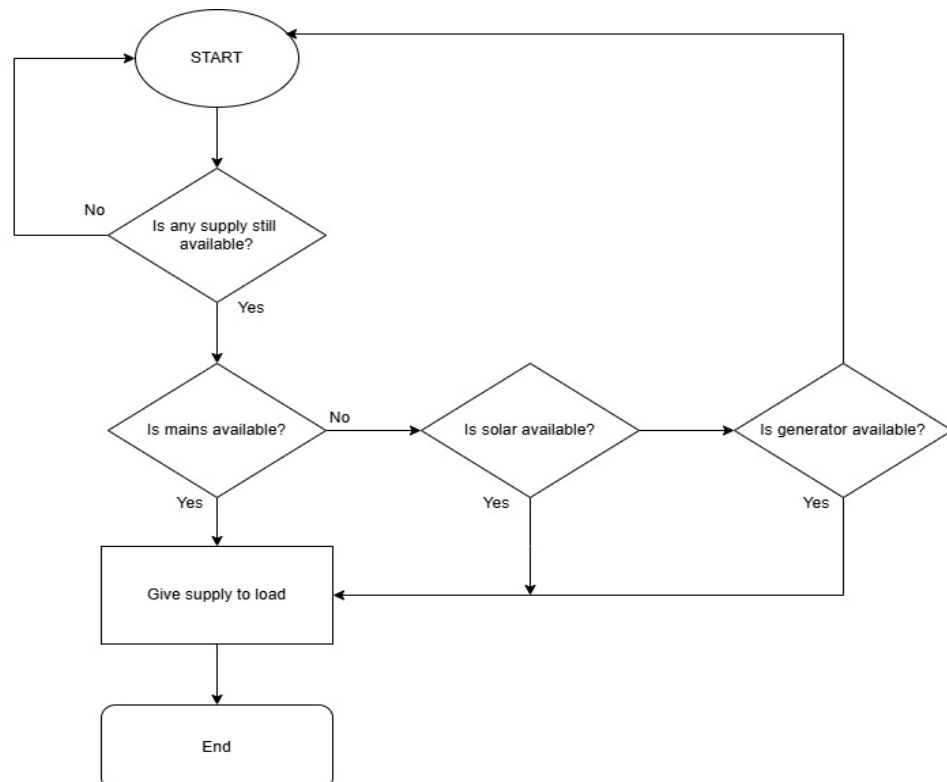 START
No
Is any supply still
available?
Yes
Is mains available?
No
Is solar available?
Is generator available?
Yes
Yes
Yes
Give supply to load
End